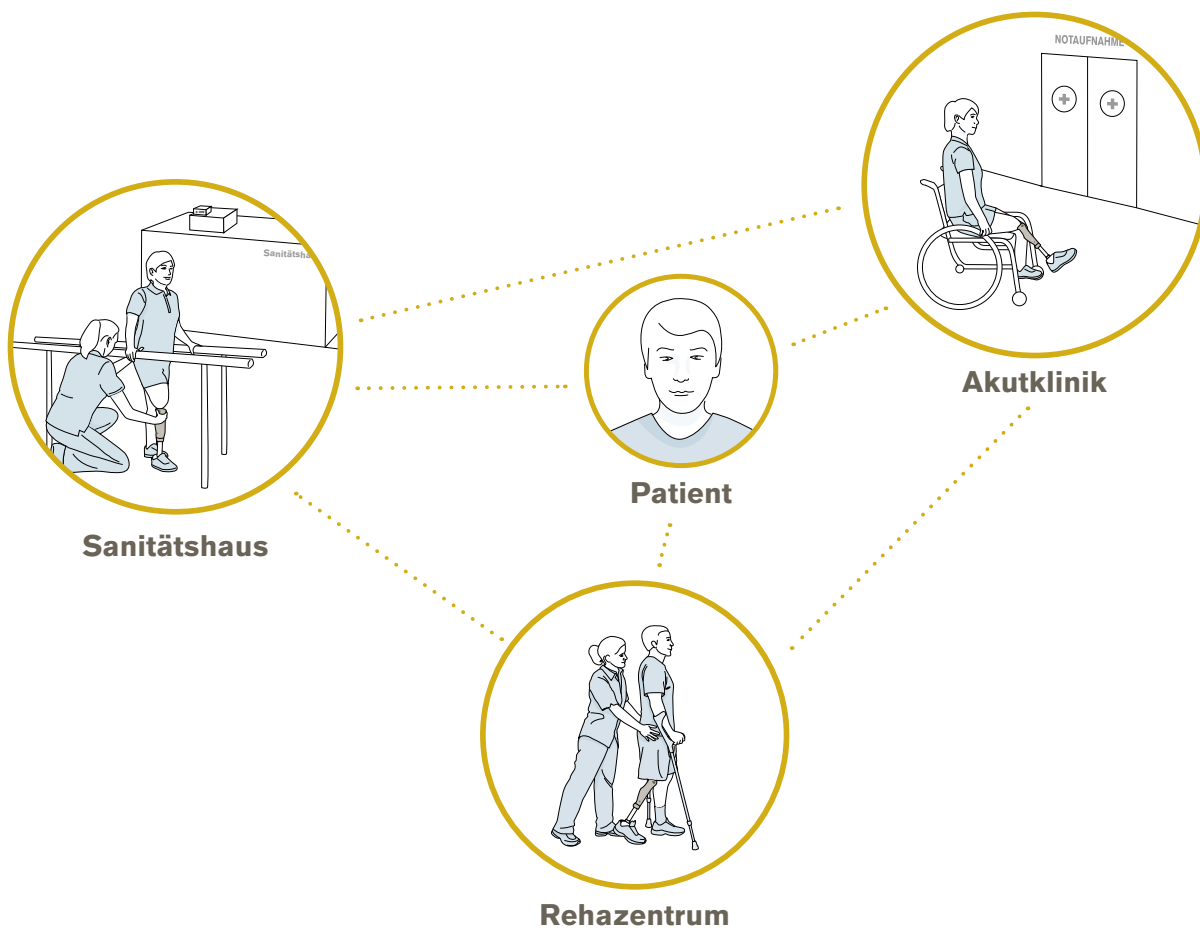 NOTAUFNAHME
Akutklinik
Patient
Sanitätshaus
Rehazentrum